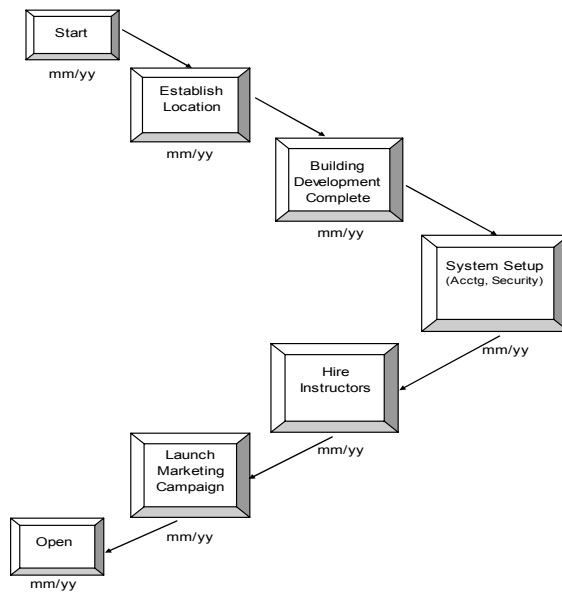 Start
mm/yy
Establish
Location
mm/yy
Building
Development
Complete
mm/yy
System Setup
(Acctg, Security)
mm/yy
Hire
Instructors
mm/yy
Launch
Marketing
Campaign
mm/yy
Open
mm/yy